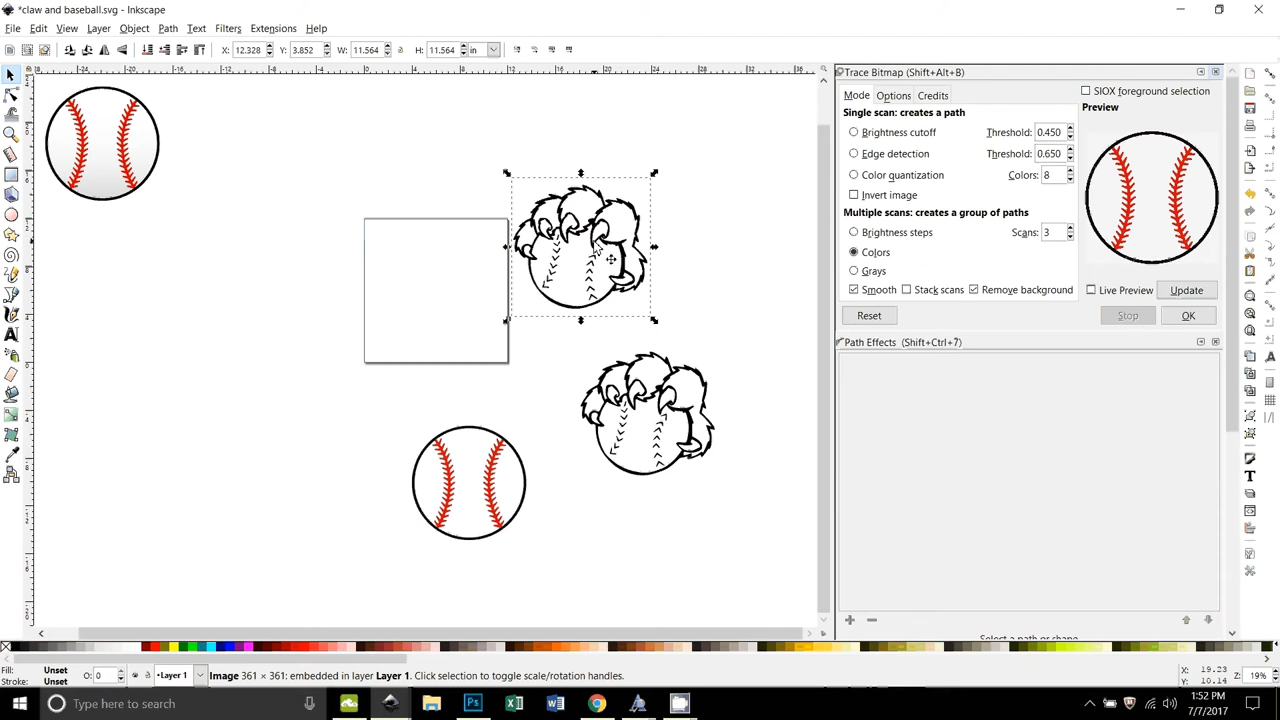 *claw and baseball.svg - Inkscape
File Edit View Layer Object Path Text Filters Extensions Help
X: 12.328 Y: 3.852 W: 11.564 H: 11.564 in
Trace Bitmap (Shift+Alt+B)
Mode Options Credits
SIOX foreground selection
Single scan: creates a path
Preview
Brightness cutoff Threshold: 0.450
Edge detection Threshold: 0.650
Color quantization Colors: 8
Invert image
Multiple scans: creates a group of paths
Brightness steps Scans: 3
Colors
Grays
Smooth Stack scans Remove background
Live Preview Update
Reset Stop OK
Path Effects (Shift+Ctrl+7)
Select a path or shape
Fill: Unset
Stroke: Unset
O: 0
•Layer 1
Image 361 × 361: embedded in layer Layer 1. Click selection to toggle scale/rotation handles.
X: 19.23
Y: 10.14
Z: 19%
Type here to search
1:52 PM
7/7/2017